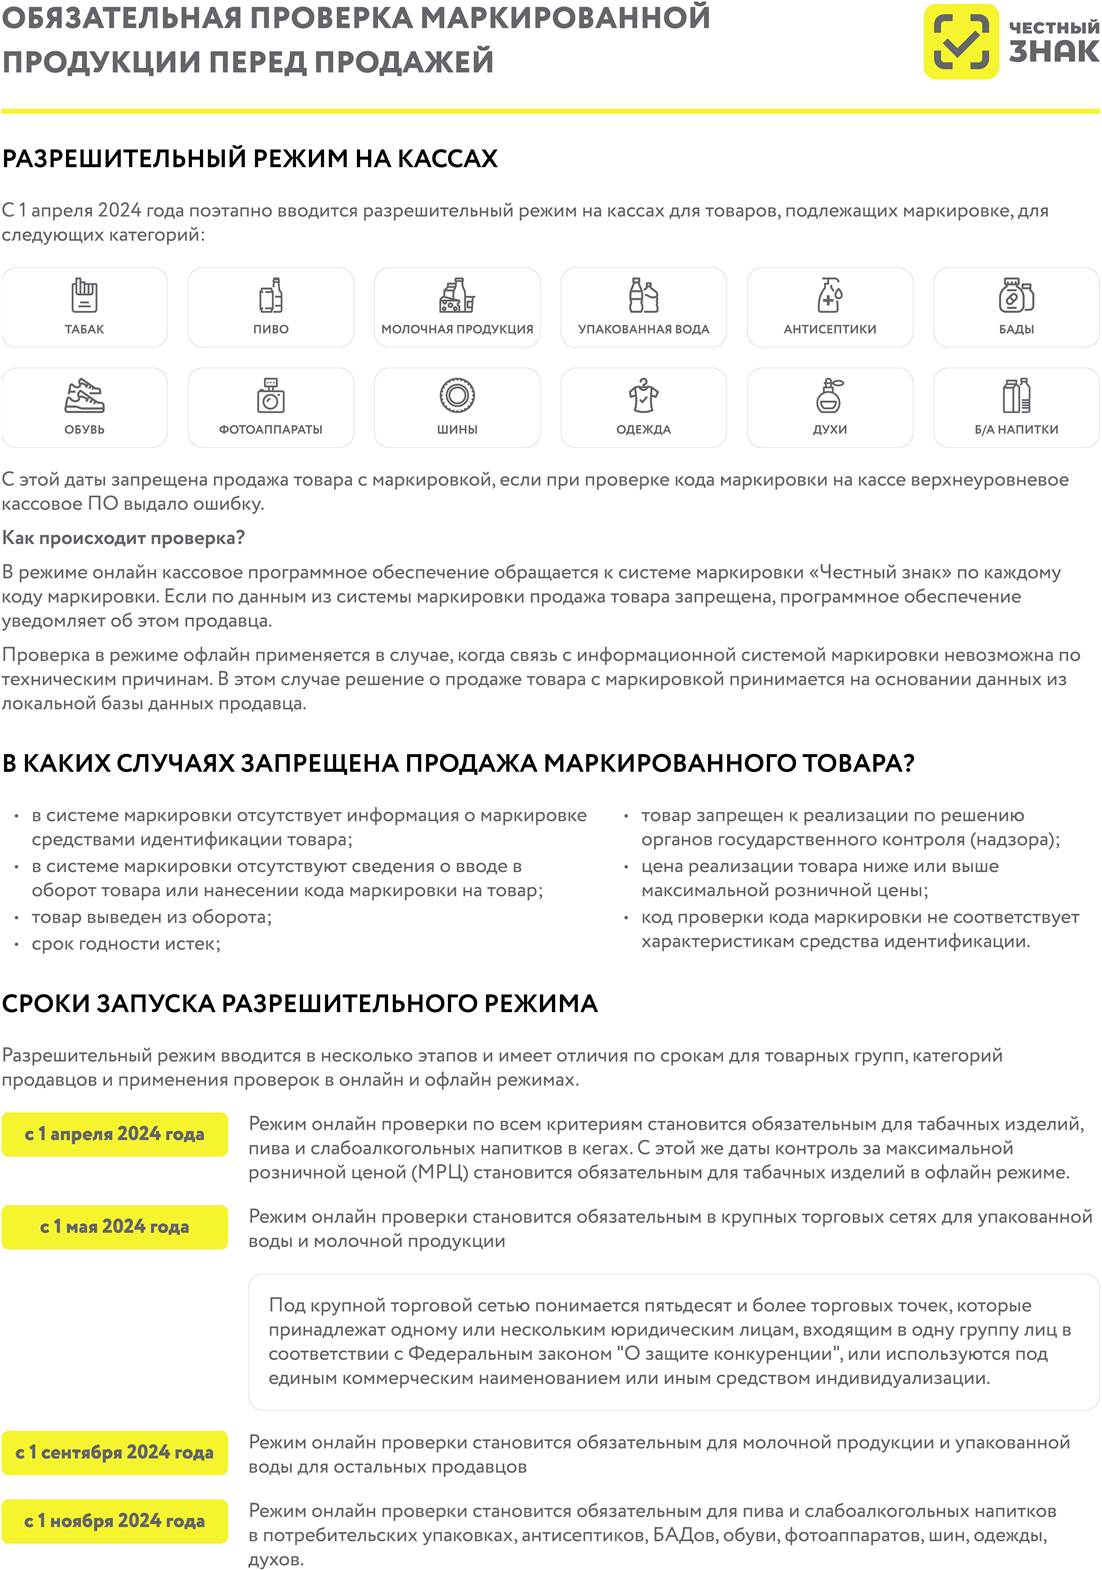 ОБЯЗАТЕЛЬНАЯ ПРОВЕРКА МАРКИРОВАННОЙ
ПРОДУКЦИИ ПЕРЕД ПРОДАЖЕЙ
ЧЕСТНЫЙ
ЗНАК
РАЗРЕШИТЕЛЬНЫЙ РЕЖИМ НА КАССАХ
С 1 апреля 2024 года поэтапно вводится разрешительный режим на кассах для товаров, подлежащих маркировке, для
следующих категорий:
ТАБАК
ПИВО
МОЛОЧНАЯ ПРОДУКЦИЯ
УПАКОВАННАЯ ВОДА
АНТИСЕПТИКИ
БАДЫ
ОБУВЬ
ФОТОАППАРАТЫ
ШИНЫ
ОДЕЖДА
ДУХИ
Б/А НАПИТКИ
С этой даты запрещена продажа товара с маркировкой, если при проверке кода маркировки на кассе верхнеуровневое
кассовое ПО выдало ошибку.
Как происходит проверка?
В режиме онлайн кассовое программное обеспечение обращается к системе маркировки «Честный знак» по каждому
коду маркировки. Если по данным из системы маркировки продажа товара запрещена, программное обеспечение
уведомляет об этом продавца.
Проверка в режиме офлайн применяется в случае, когда связь с информационной системой маркировки невозможна по
техническим причинам. В этом случае решение о продаже товара с маркировкой принимается на основании данных из
локальной базы данных продавца.
В КАКИХ СЛУЧАЯХ ЗАПРЕЩЕНА ПРОДАЖА МАРКИРОВАННОГО ТОВАРА?
• в системе маркировки отсутствует информация о маркировке
средствами идентификации товара;
• в системе маркировки отсутствуют сведения о вводе в
оборот товара или нанесении кода маркировки на товар;
• товар выведен из оборота;
• срок годности истек;
• товар запрещен к реализации по решению
органов государственного контроля (надзора);
• цена реализации товара ниже или выше
максимальной розничной цены;
• код проверки кода маркировки не соответствует
характеристикам средства идентификации.
СРОКИ ЗАПУСКА РАЗРЕШИТЕЛЬНОГО РЕЖИМА
Разрешительный режим вводится в несколько этапов и имеет отличия по срокам для товарных групп, категорий
продавцов и применения проверок в онлайн и офлайн режимах.
с 1 апреля 2024 года
Режим онлайн проверки по всем критериям становится обязательным для табачных изделий,
пива и слабоалкогольных напитков в кегах. С этой же даты контроль за максимальной
розничной ценой (МРЦ) становится обязательным для табачных изделий в офлайн режиме.
с 1 мая 2024 года
Режим онлайн проверки становится обязательным в крупных торговых сетях для упакованной
воды и молочной продукции
Под крупной торговой сетью понимается пятьдесят и более торговых точек, которые
принадлежат одному или нескольким юридическим лицам, входящим в одну группу лиц в
соответствии с Федеральным законом "О защите конкуренции", или используются под
единым коммерческим наименованием или иным средством индивидуализации.
с 1 сентября 2024 года
Режим онлайн проверки становится обязательным для молочной продукции и упакованной
воды для остальных продавцов
с 1 ноября 2024 года
Режим онлайн проверки становится обязательным для пива и слабоалкогольных напитков
в потребительских упаковках, антисептиков, БАДов, обуви, фотоаппаратов, шин, одежды,
духов.